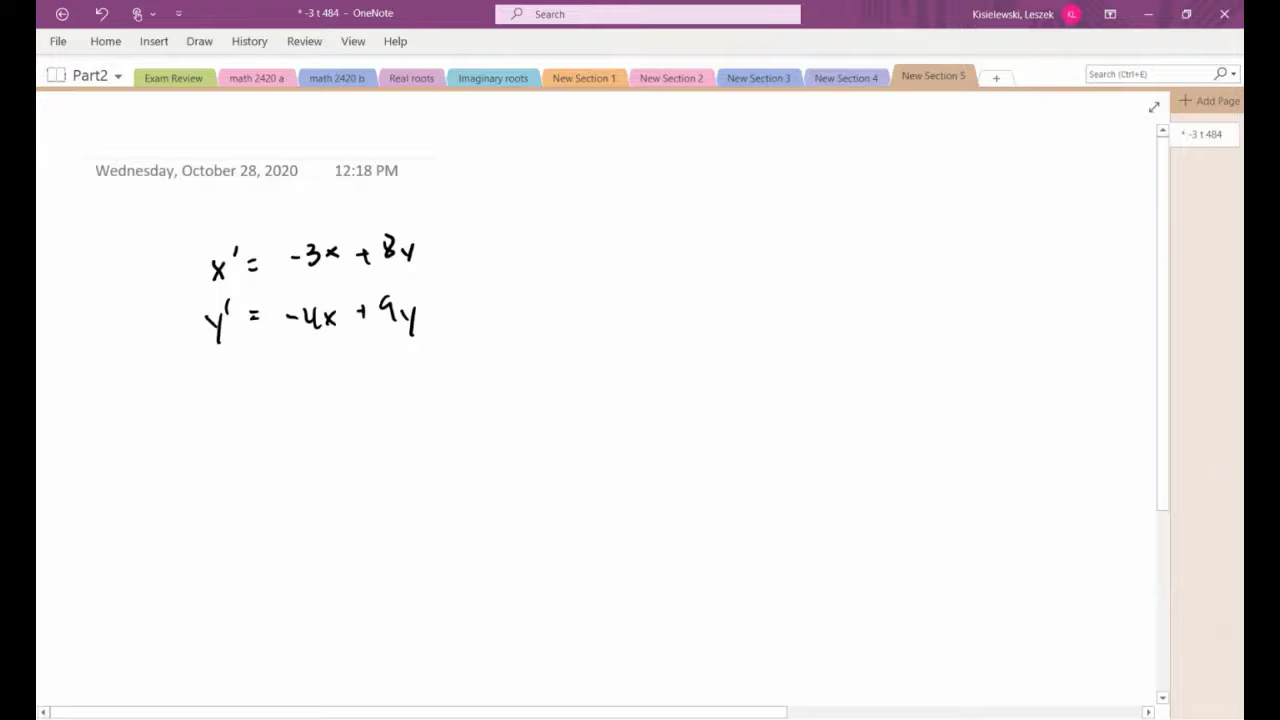 * -3 t 484 - OneNote
Search
Kisielewski, Leszek
KL
File Home Insert Draw History Review View Help
Part2
Exam Review
math 2420 a
math 2420 b
Real roots
Imaginary roots
New Section 1
New Section 2
New Section 3
New Section 4
New Section 5
+
Search (Ctrl+E)
+ Add Page
* -3 t 484
Wednesday, October 28, 2020 12:18 PM
x' = -3x + 8y
y' = -4x + 9y